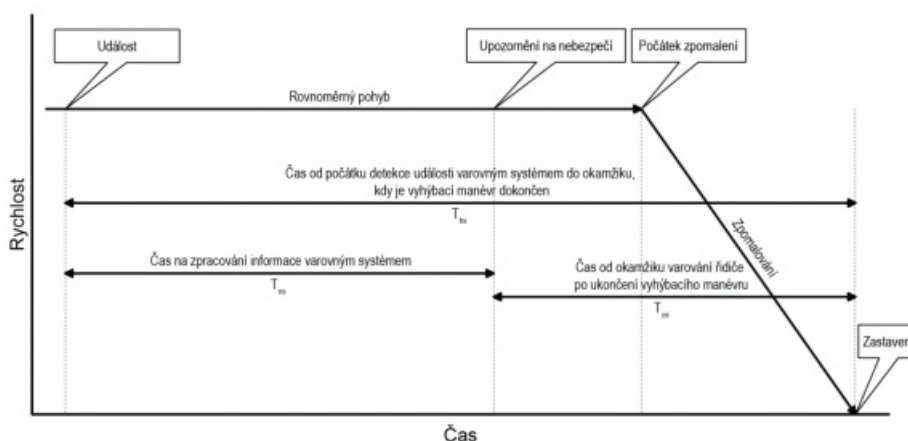 Událost
Upozornění na nebezpečí
Počátek zpomalení
Rovnoměrný pohyb
Čas od počátku detekce události varovným systémem do okamžiku,
kdy je vyhýbací manévr dokončen
Rychlost
Zpomalování
Čas na zpracování informace varovným systémem
Čas od okamžiku varování řidiče
po ukončení vyhýbacího manévru
Zastavení
Čas